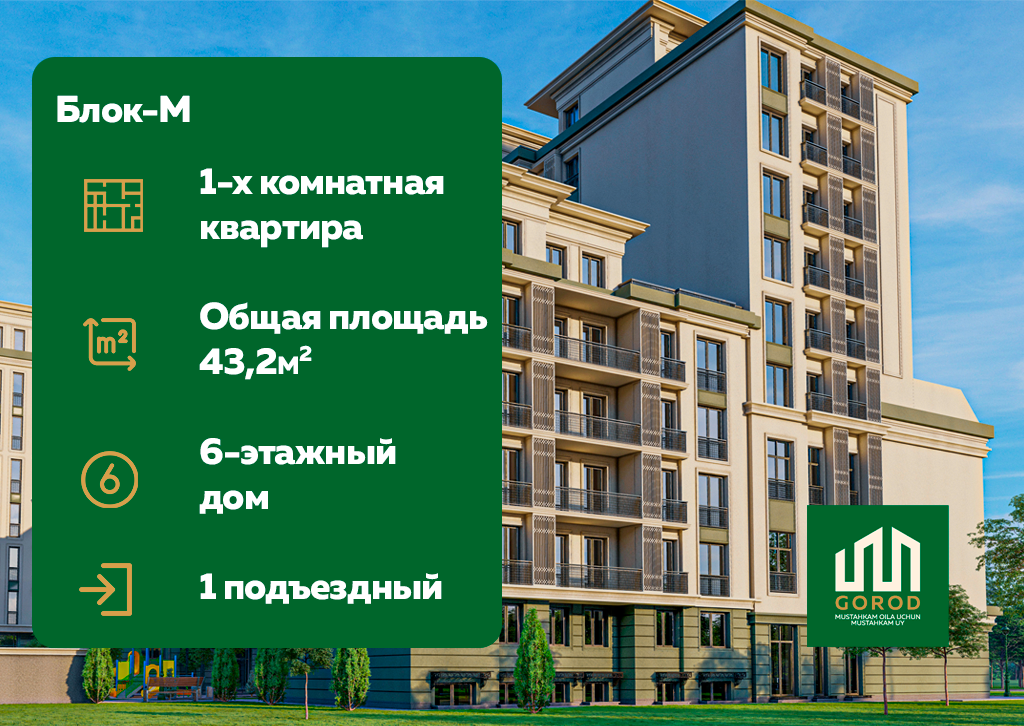 Блок-М
1-х комнатная
квартира
m²
Общая площадь
43,2м²
6
6-этажный
дом
1 подъездный
GOROD
MUSTAHKAM OILA UCHUN
MUSTAHKAM UY